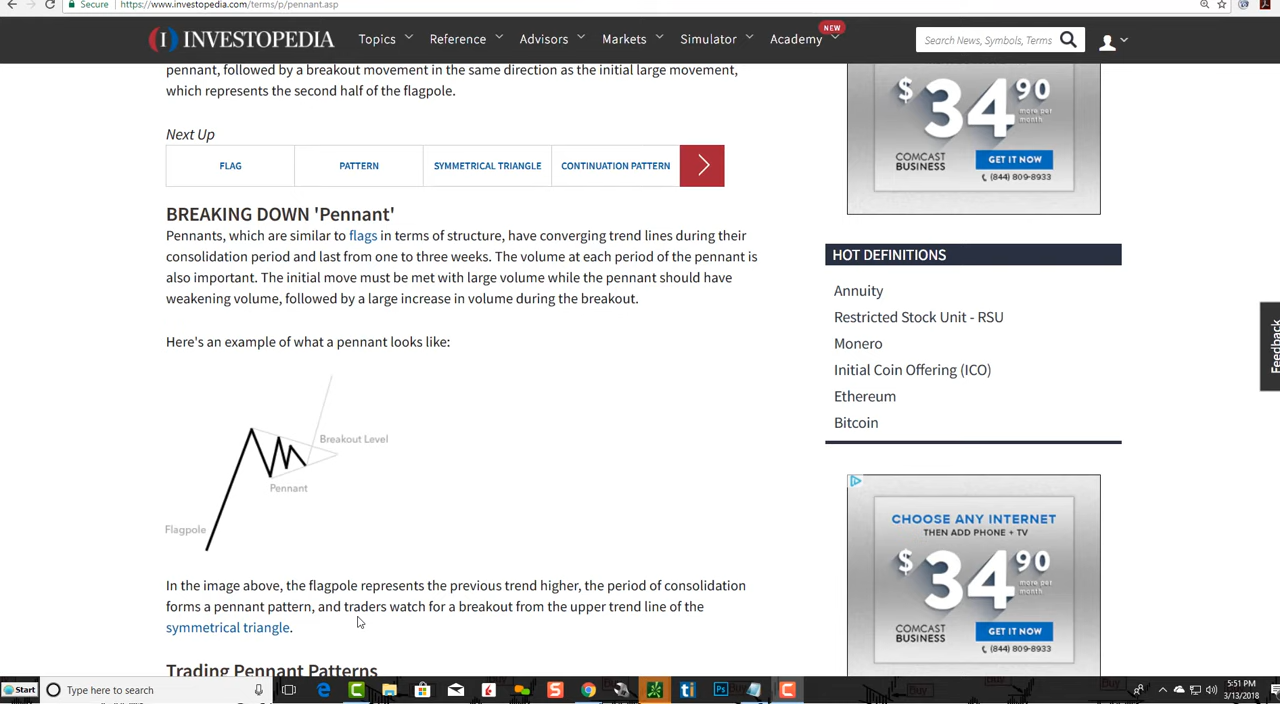 Secure https://www.investopedia.com/terms/p/pennant.asp
INVESTOPEDIA Topics Reference Advisors Markets Simulator Academy NEW Search News, Symbols, Terms
pennant, followed by a breakout movement in the same direction as the initial large movement,
which represents the second half of the flagpole.
Next Up
FLAG PATTERN SYMMETRICAL TRIANGLE CONTINUATION PATTERN
BREAKING DOWN 'Pennant'
Pennants, which are similar to flags in terms of structure, have converging trend lines during their
consolidation period and last from one to three weeks. The volume at each period of the pennant is
also important. The initial move must be met with large volume while the pennant should have
weakening volume, followed by a large increase in volume during the breakout.
Here's an example of what a pennant looks like:
Breakout Level
Pennant
Flagpole
In the image above, the flagpole represents the previous trend higher, the period of consolidation
forms a pennant pattern, and traders watch for a breakout from the upper trend line of the
symmetrical triangle.
Trading Pennant Patterns
$34.90
more per
month
COMCAST
BUSINESS
GET IT NOW
(844) 809-8933
HOT DEFINITIONS
Annuity
Restricted Stock Unit - RSU
Monero
Initial Coin Offering (ICO)
Ethereum
Bitcoin
CHOOSE ANY INTERNET
THEN ADD PHONE + TV
$34.90
more per
month
COMCAST
BUSINESS
GET IT NOW
(844) 809-8933
Feedback
Start Type here to search
Buy
Buy
5:51 PM
3/13/2018